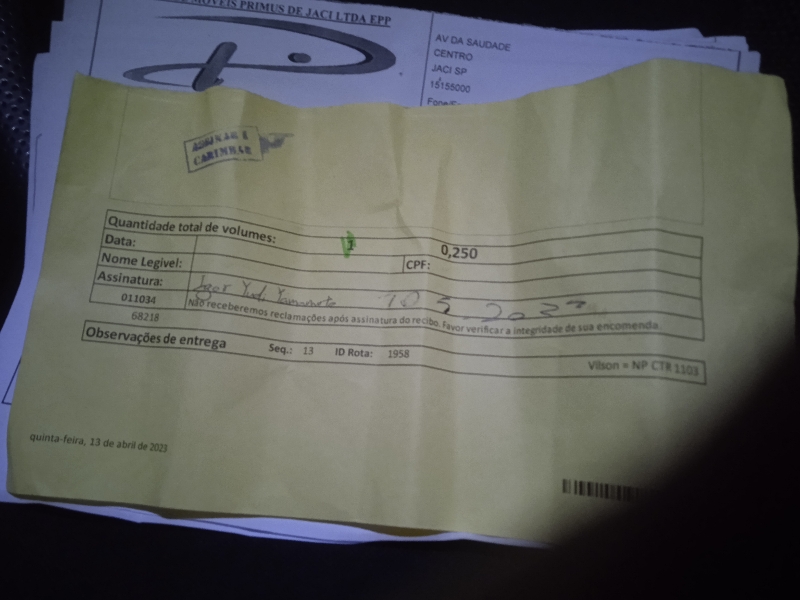 MÓVEIS PRIMUS DE JACI LTDA EPP
AV DA SAUDADE
CENTRO
JACI SP
15155000
ASSINAR E
CARIMBAR
Quantidade total de volumes: 1 0,250
Data:
Nome Legivel: CPF:
Assinatura: Igor
011034 Não receberemos reclamações após assinatura do recibo. Favor verificar a integridade de sua encomenda.
68218
Observações de entrega Seq.: 13 ID Rota: 1958 Vilson = NP CTR 1103
quinta-feira, 13 de abril de 2023